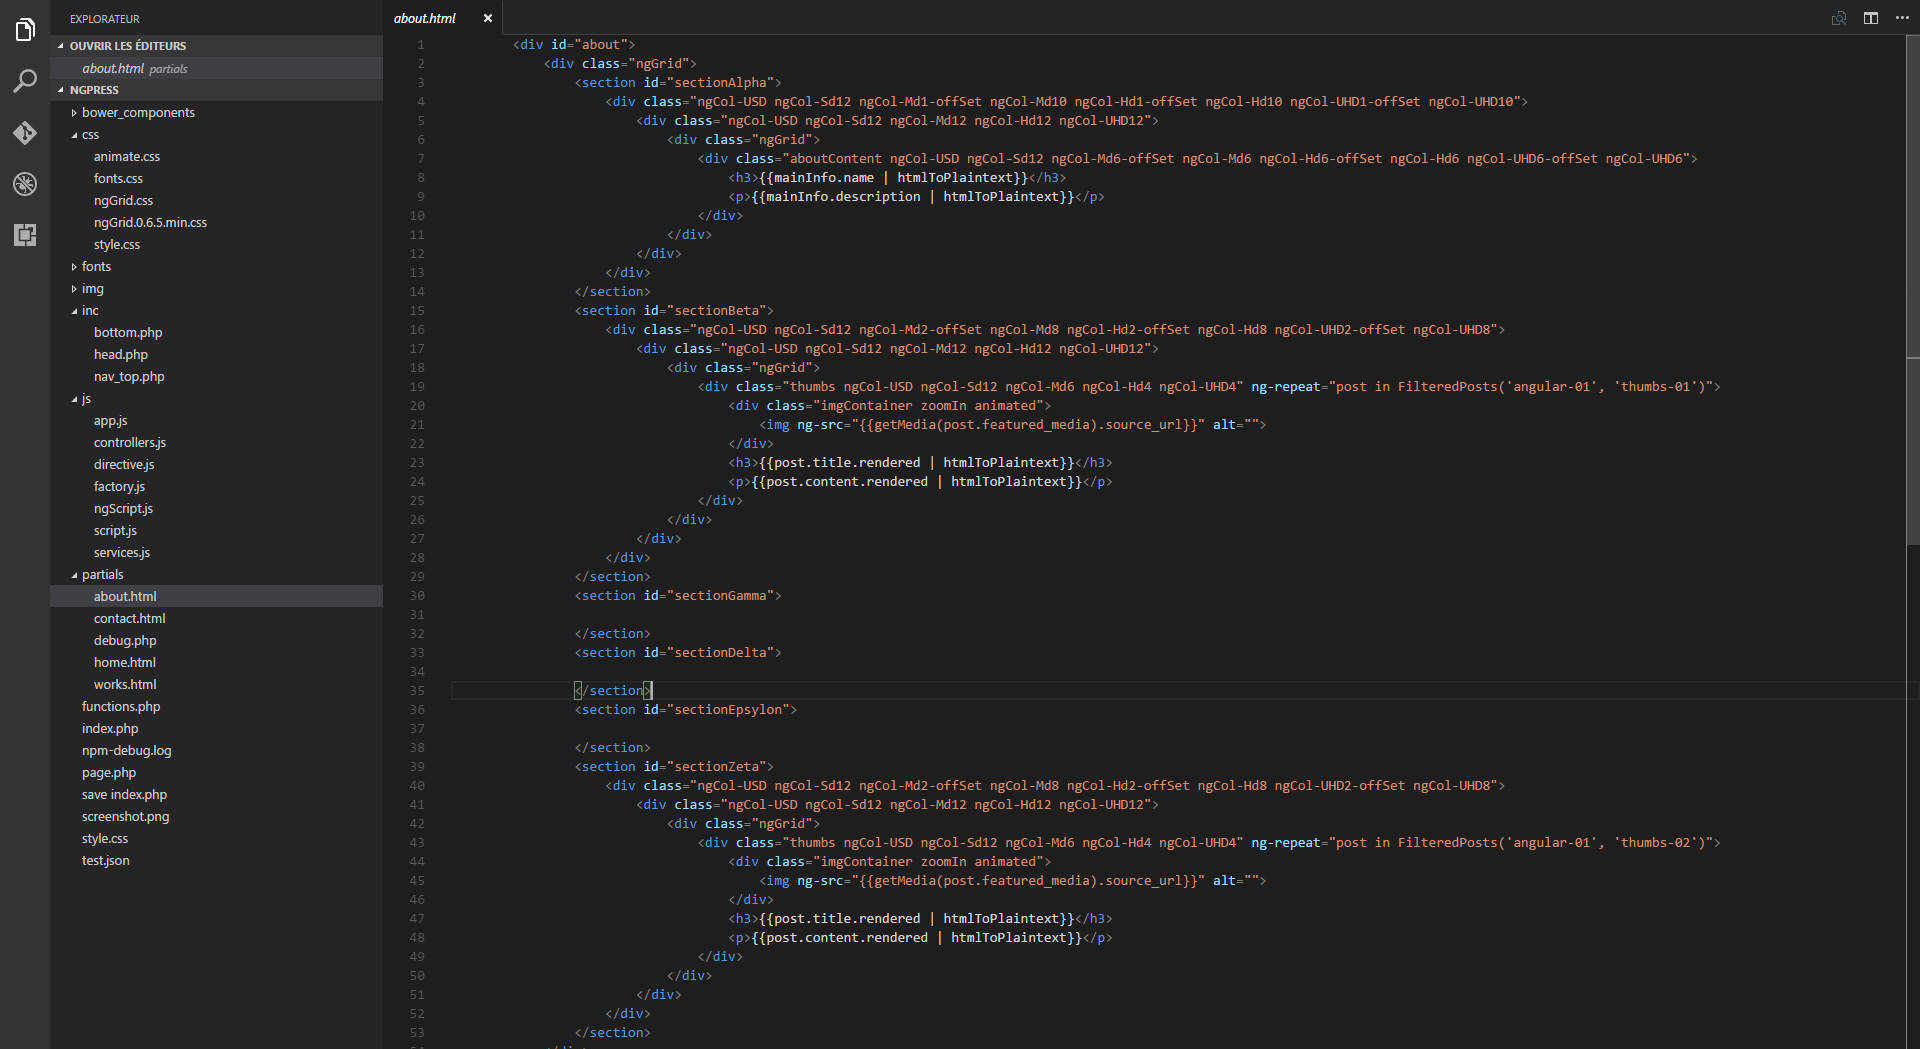 EXPLORATEUR
OUVRIR LES ÉDITEURS
about.html partials
NGPRESS
bower_components
css
animate.css
fonts.css
ngGrid.css
ngGrid.0.6.5.min.css
style.css
fonts
img
inc
bottom.php
head.php
nav_top.php
js
app.js
controllers.js
directive.js
factory.js
ngScript.js
script.js
services.js
partials
about.html
contact.html
debug.php
home.html
works.html
functions.php
index.php
npm-debug.log
page.php
save index.php
screenshot.png
style.css
test.json
about.html
1 <div id="about">
2 <div class="ngGrid">
3 <section id="sectionAlpha">
4 <div class="ngCol-USD ngCol-Sd12 ngCol-Md1-offSet ngCol-Md10 ngCol-Hd1-offSet ngCol-Hd10 ngCol-UHD1-offSet ngCol-UHD10">
5 <div class="ngCol-USD ngCol-Sd12 ngCol-Md12 ngCol-Hd12 ngCol-UHD12">
6 <div class="ngGrid">
7 <div class="aboutContent ngCol-USD ngCol-Sd12 ngCol-Md6-offSet ngCol-Md6 ngCol-Hd6-offSet ngCol-Hd6 ngCol-UHD6-offSet ngCol-UHD6">
8 <h3>{{mainInfo.name | htmlToPlaintext}}</h3>
9 <p>{{mainInfo.description | htmlToPlaintext}}</p>
10 </div>
11 </div>
12 </div>
13 </div>
14 </section>
15 <section id="sectionBeta">
16 <div class="ngCol-USD ngCol-Sd12 ngCol-Md2-offSet ngCol-Md8 ngCol-Hd2-offSet ngCol-Hd8 ngCol-UHD2-offSet ngCol-UHD8">
17 <div class="ngCol-USD ngCol-Sd12 ngCol-Md12 ngCol-Hd12 ngCol-UHD12">
18 <div class="ngGrid">
19 <div class="thumbs ngCol-USD ngCol-Sd12 ngCol-Md6 ngCol-Hd4 ngCol-UHD4" ng-repeat="post in FilteredPosts('angular-01', 'thumbs-01')">
20 <div class="imgContainer zoomIn animated">
21 <img ng-src="{{getMedia(post.featured_media).source_url}}" alt="">
22 </div>
23 <h3>{{post.title.rendered | htmlToPlaintext}}</h3>
24 <p>{{post.content.rendered | htmlToPlaintext}}</p>
25 </div>
26 </div>
27 </div>
28 </div>
29 </section>
30 <section id="sectionGamma">
31
32 </section>
33 <section id="sectionDelta">
34
35 </section>
36 <section id="sectionEpsylon">
37
38 </section>
39 <section id="sectionZeta">
40 <div class="ngCol-USD ngCol-Sd12 ngCol-Md2-offSet ngCol-Md8 ngCol-Hd2-offSet ngCol-Hd8 ngCol-UHD2-offSet ngCol-UHD8">
41 <div class="ngCol-USD ngCol-Sd12 ngCol-Md12 ngCol-Hd12 ngCol-UHD12">
42 <div class="ngGrid">
43 <div class="thumbs ngCol-USD ngCol-Sd12 ngCol-Md6 ngCol-Hd4 ngCol-UHD4" ng-repeat="post in FilteredPosts('angular-01', 'thumbs-02')">
44 <div class="imgContainer zoomIn animated">
45 <img ng-src="{{getMedia(post.featured_media).source_url}}" alt="">
46 </div>
47 <h3>{{post.title.rendered | htmlToPlaintext}}</h3>
48 <p>{{post.content.rendered | htmlToPlaintext}}</p>
49 </div>
50 </div>
51 </div>
52 </div>
53 </section>